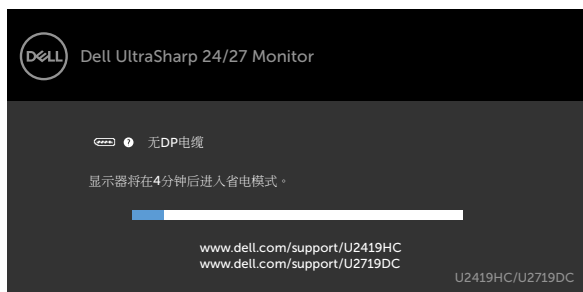 DELL
Dell UltraSharp 24/27 Monitor
? 无DP电缆
显示器将在4分钟后进入省电模式。
www.dell.com/support/U2419HC
www.dell.com/support/U2719DC
U2419HC/U2719DC